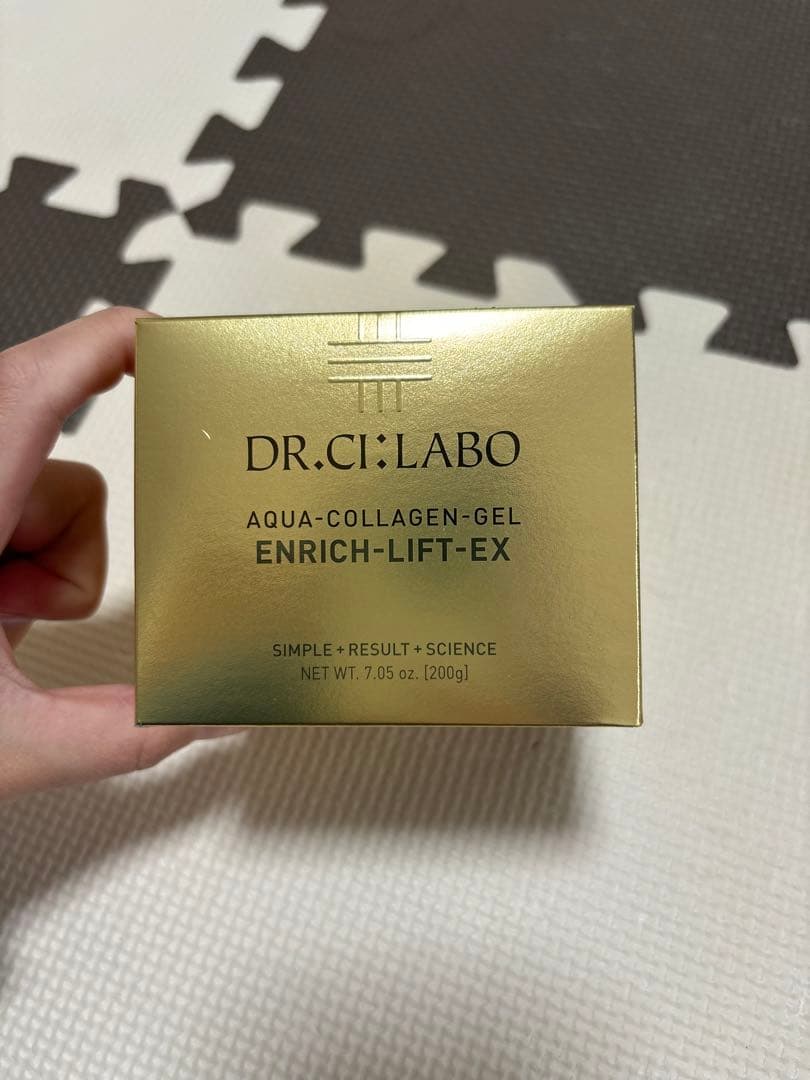 DR.CI:LABO
AQUA-COLLAGEN-GEL
ENRICH-LIFT-EX
SIMPLE+RESULT+SCIENCE
NET WT. 7.05 oz. [200g]